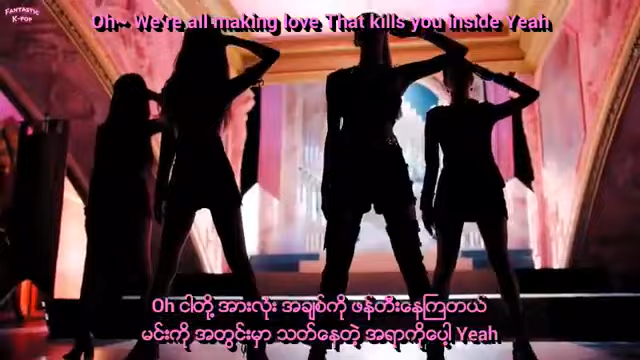 FANTASTIC
K-POP
Oh~ We're all making love That kills you inside Yeah
Oh ငါတို့ အားလုံး အချစ်ကို ဖန်တီးနေကြတယ်
မင်းကို အတွင်းမှာ သတ်နေတဲ့ အရာကိုပေါ့ Yeah